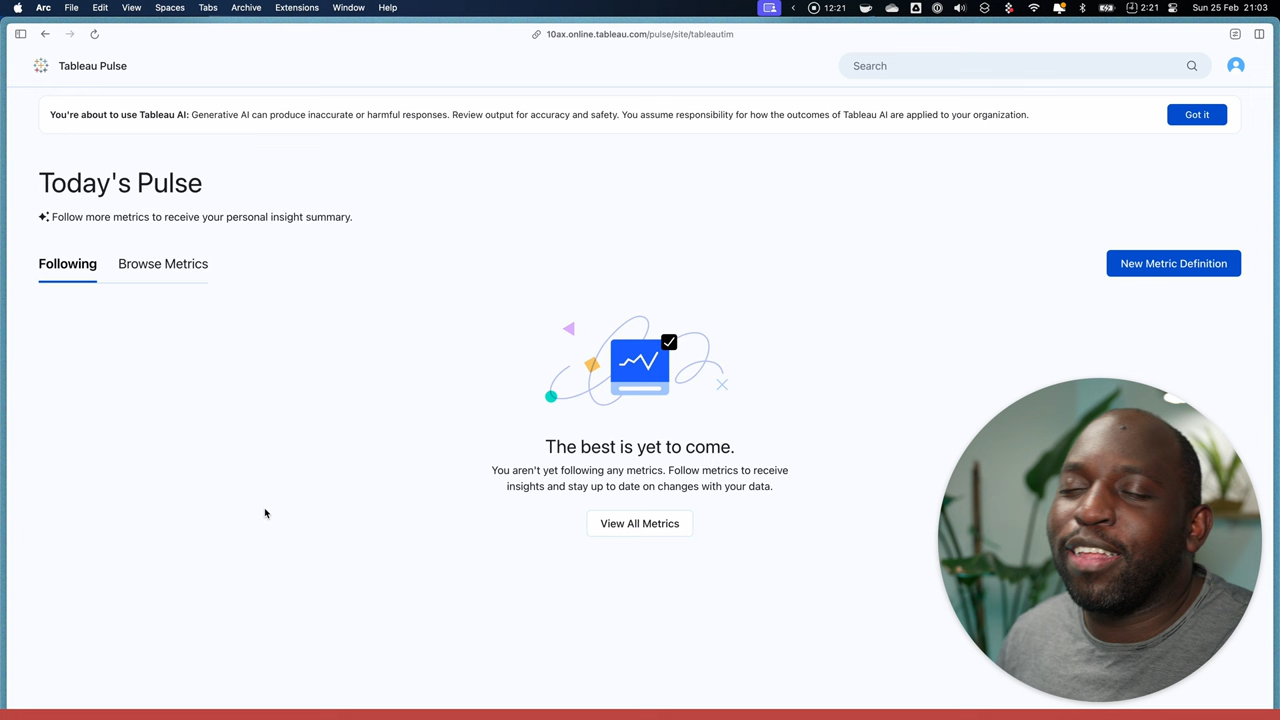 Arc File Edit View Spaces Tabs Archive Extensions Window Help 12:21 2:21 Sun 25 Feb 21:03
10ax.online.tableau.com/pulse/site/tableautim
Tableau Pulse
Search
You're about to use Tableau AI: Generative AI can produce inaccurate or harmful responses. Review output for accuracy and safety. You assume responsibility for how the outcomes of Tableau AI are applied to your organization.
Got it
Today's Pulse
Follow more metrics to receive your personal insight summary.
Following Browse Metrics
New Metric Definition
The best is yet to come.
You aren't yet following any metrics. Follow metrics to receive
insights and stay up to date on changes with your data.
View All Metrics